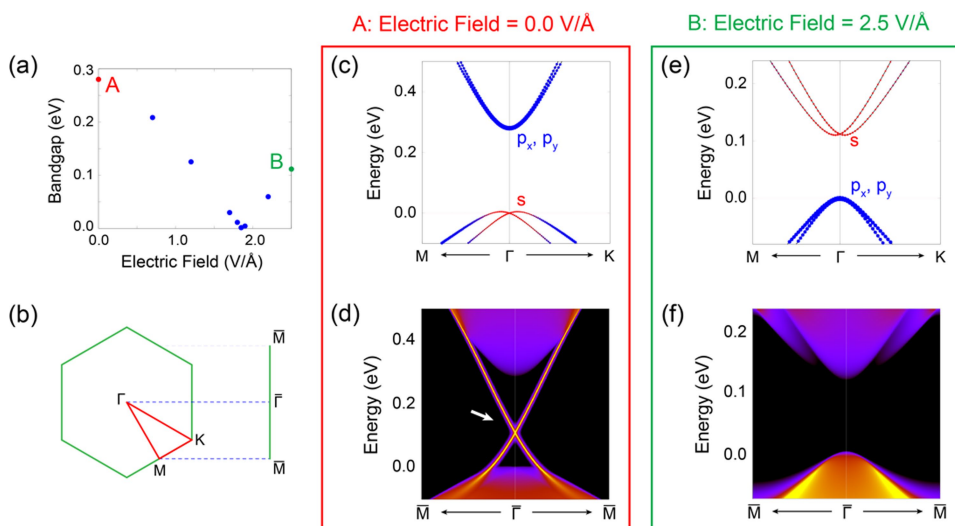 A: Electric Field = 0.0 V/Å
B: Electric Field = 2.5 V/Å
(a)
Bandgap (eV)
0.3
0.2
0.1
0.0
A
B
0.0 1.0 2.0
Electric Field (V/Å)
(b)
Γ
K
M
M̅
Γ̅
M̅
(c)
Energy (eV)
0.4
0.2
0.0
px, py
s
M Γ K
(d)
Energy (eV)
0.4
0.2
0.0
M̅ Γ̅ M̅
(e)
Energy (eV)
0.2
0.1
0.0
s
px, py
M Γ K
(f)
Energy (eV)
0.2
0.1
0.0
M̅ Γ̅ M̅